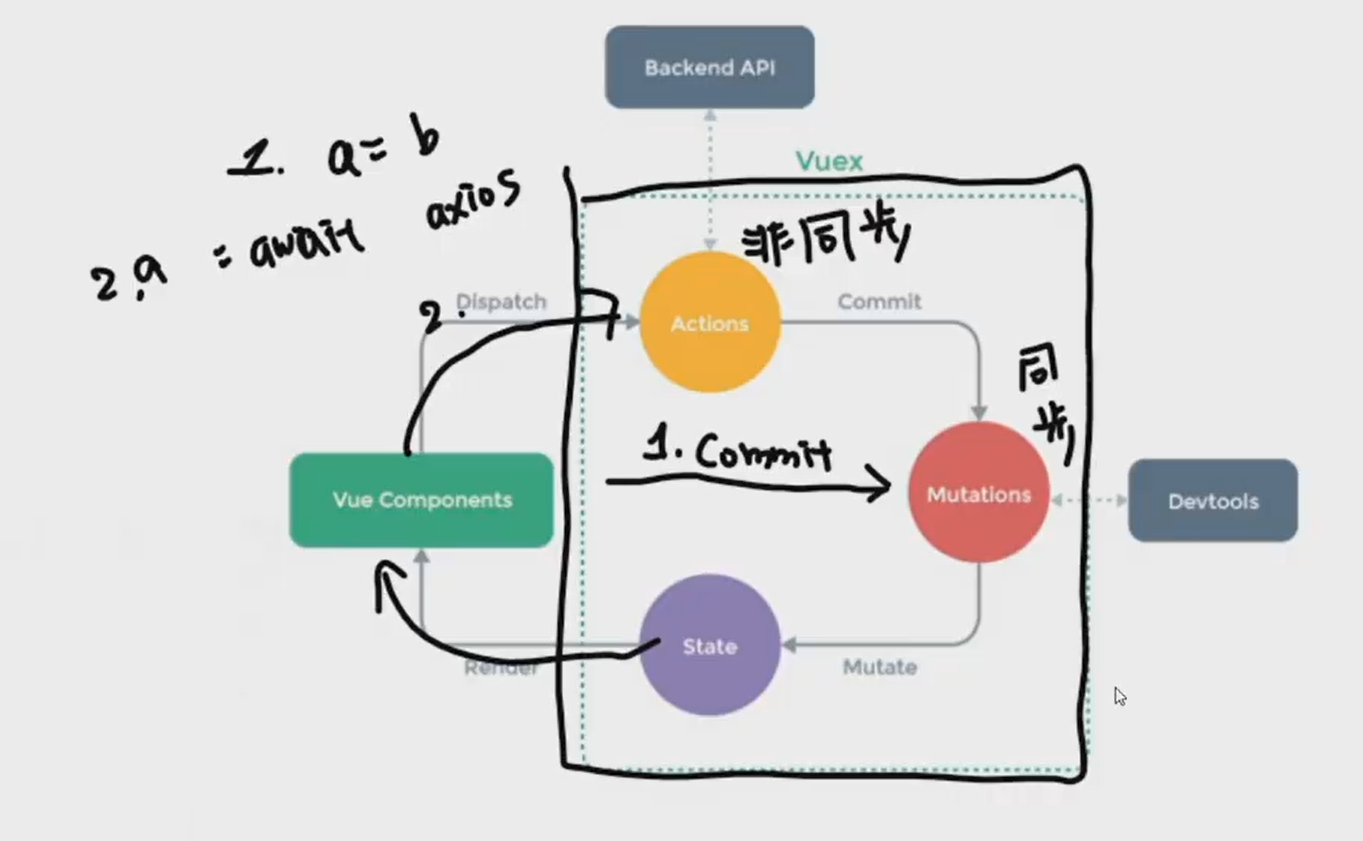 Backend API
1. a = b
Vuex
2. a = await axios
非同步
2.
Dispatch
Actions
Commit
同步
1. Commit
Vue Components
Mutations
Devtools
State
Render
Mutate